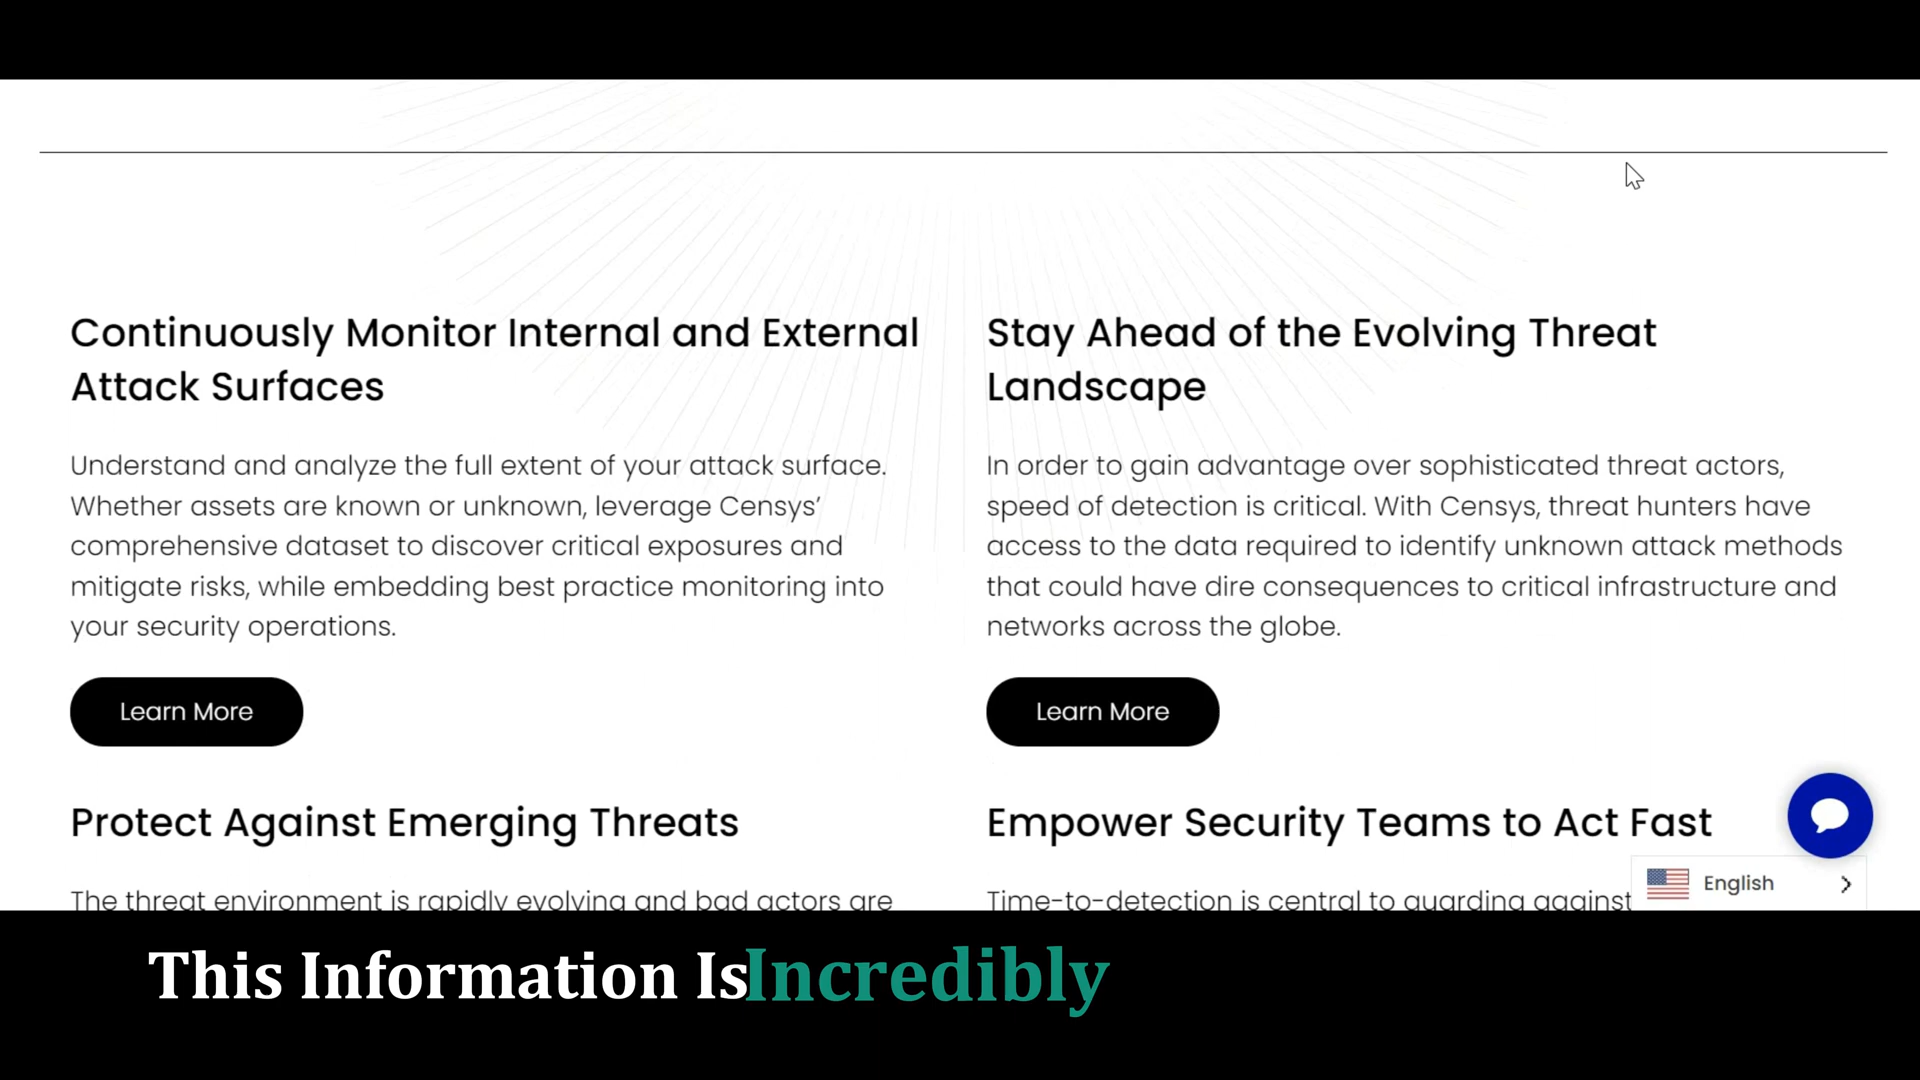 Continuously Monitor Internal and External
Attack Surfaces
Understand and analyze the full extent of your attack surface.
Whether assets are known or unknown, leverage Censys’
comprehensive dataset to discover critical exposures and
mitigate risks, while embedding best practice monitoring into
your security operations.
Learn More
Stay Ahead of the Evolving Threat
Landscape
In order to gain advantage over sophisticated threat actors,
speed of detection is critical. With Censys, threat hunters have
access to the data required to identify unknown attack methods
that could have dire consequences to critical infrastructure and
networks across the globe.
Learn More
Protect Against Emerging Threats
The threat environment is rapidly evolving and bad actors are
Empower Security Teams to Act Fast
Time-to-detection is central to guarding against
English
This Information Is Incredibly